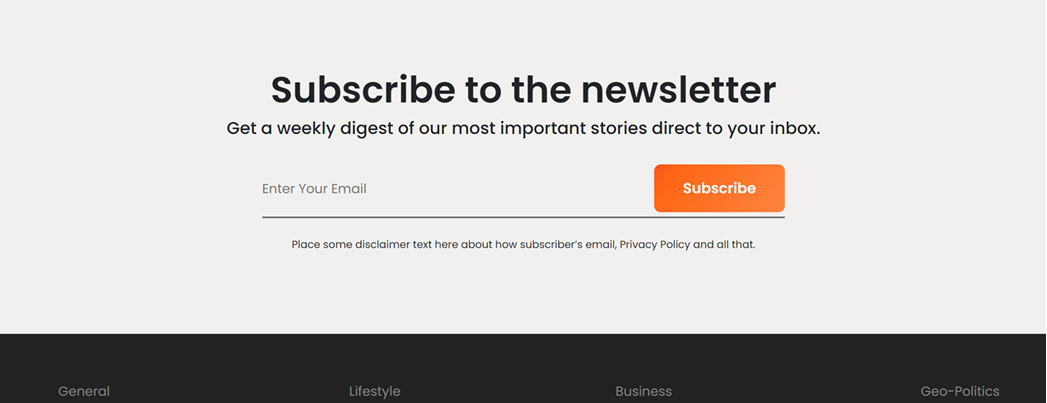 Subscribe to the newsletter
Get a weekly digest of our most important stories direct to your inbox.
Enter Your Email
Subscribe
Place some disclaimer text here about how subscriber's email, Privacy Policy and all that.
General
Lifestyle
Business
Geo-Politics